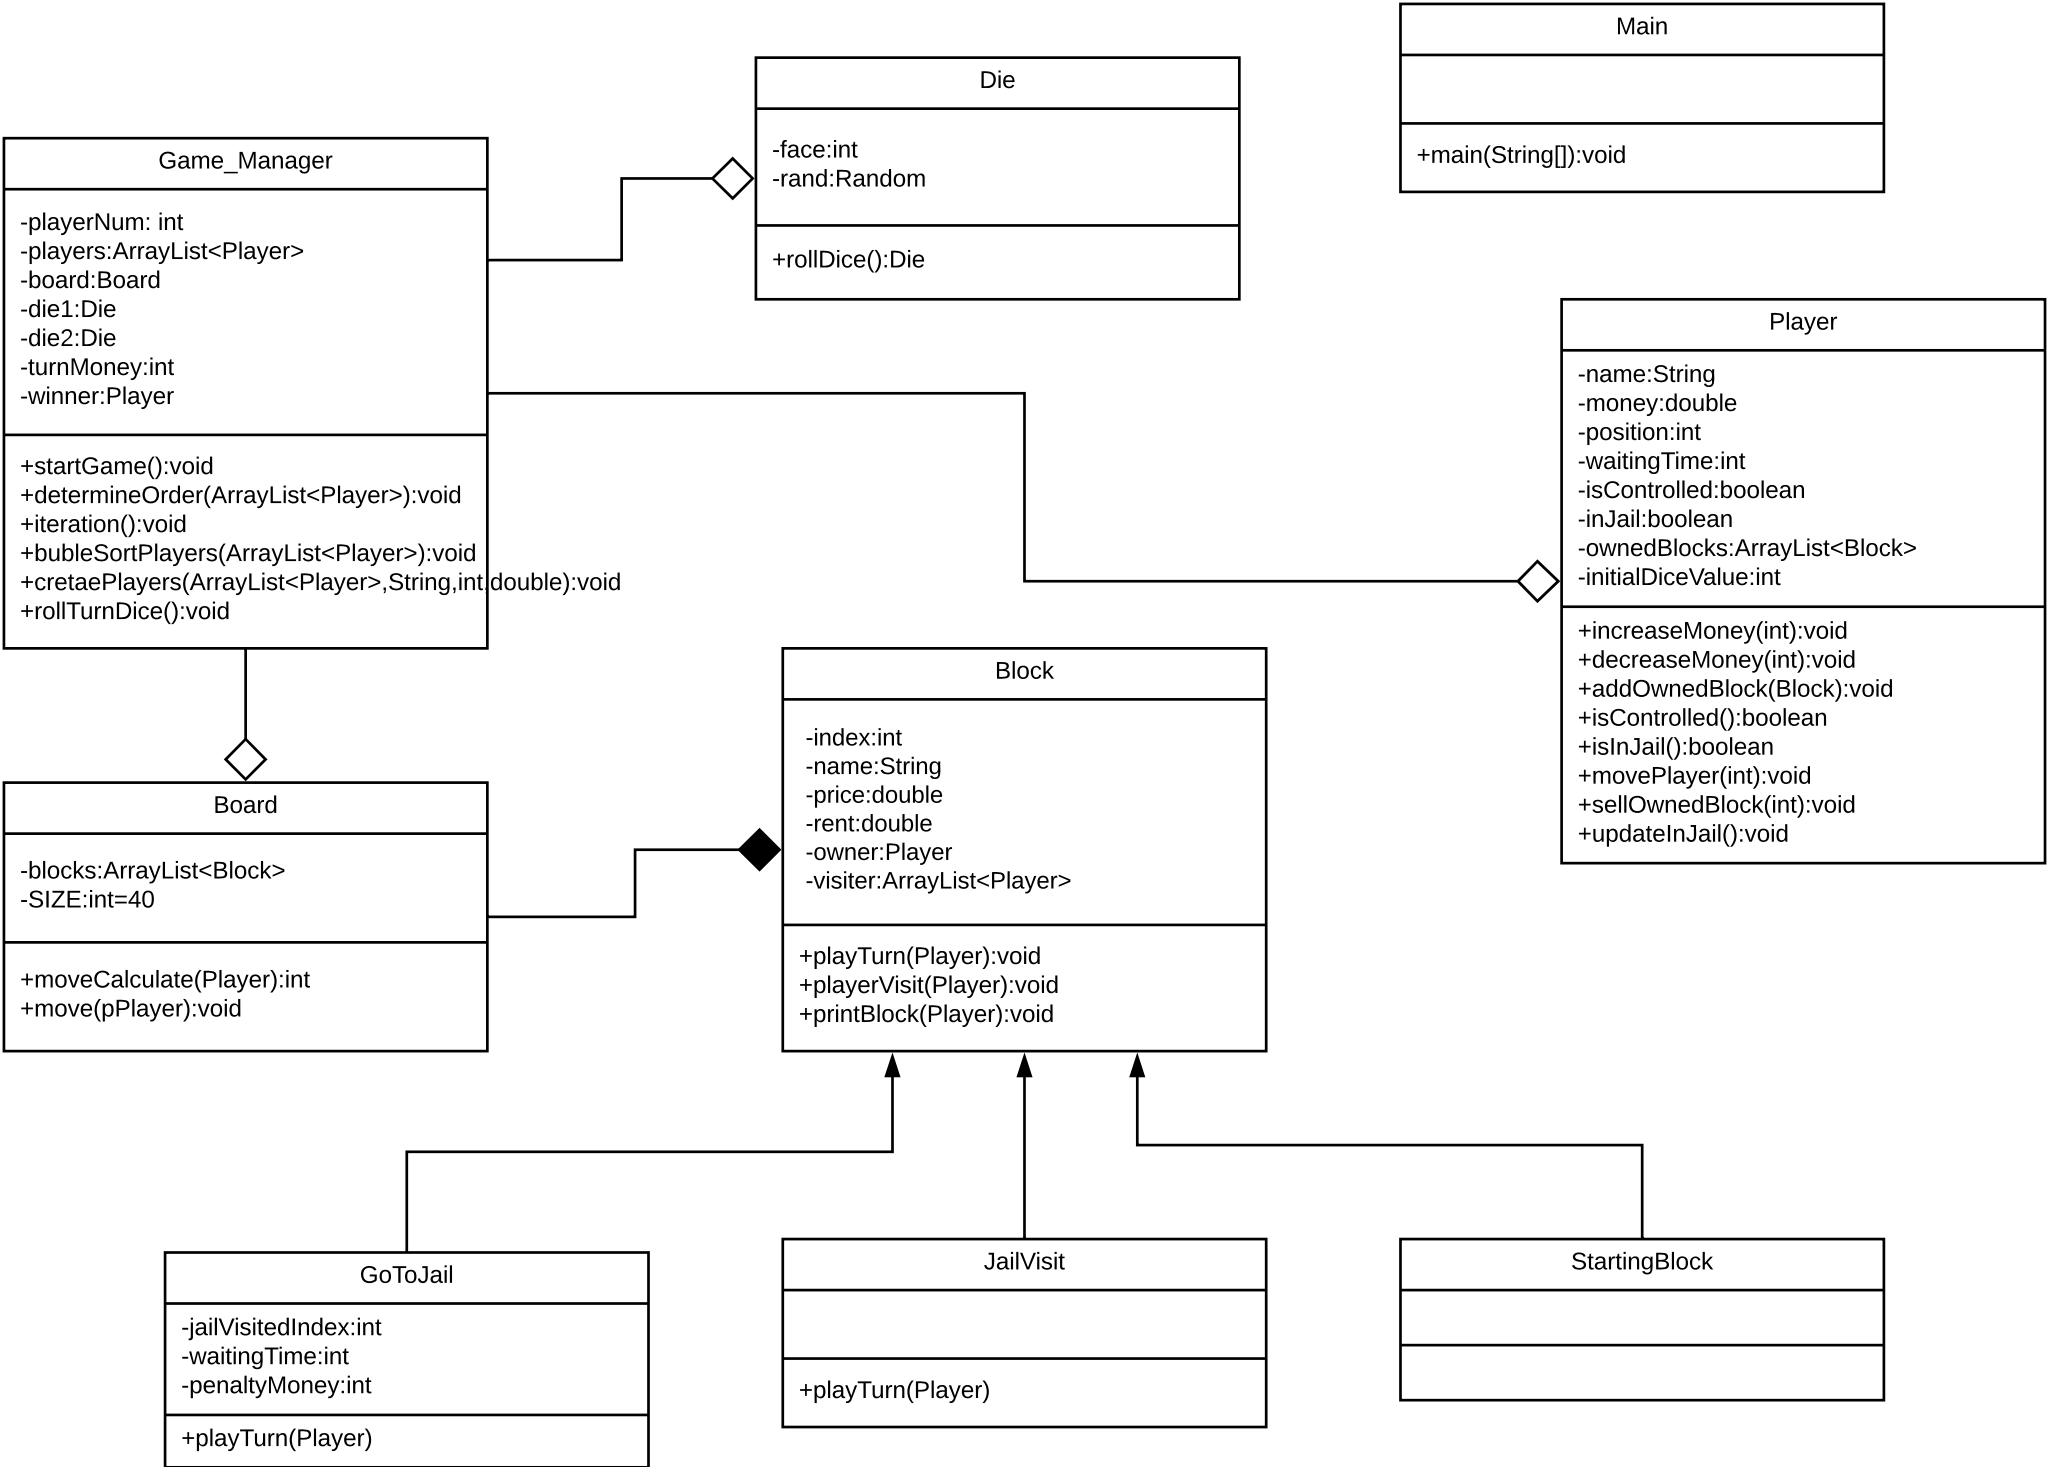 Main
+main(String[]):void
Die
-face:int
-rand:Random
+rollDice():Die
Game_Manager
-playerNum: int
-players:ArrayList<Player>
-board:Board
-die1:Die
-die2:Die
-turnMoney:int
-winner:Player
+startGame():void
+determineOrder(ArrayList<Player>):void
+iteration():void
+bubleSortPlayers(ArrayList<Player>):void
+cretaePlayers(ArrayList<Player>,String,int,double):void
+rollTurnDice():void
Player
-name:String
-money:double
-position:int
-waitingTime:int
-isControlled:boolean
-inJail:boolean
-ownedBlocks:ArrayList<Block>
-initialDiceValue:int
+increaseMoney(int):void
+decreaseMoney(int):void
+addOwnedBlock(Block):void
+isControlled():boolean
+isInJail():boolean
+movePlayer(int):void
+sellOwnedBlock(int):void
+updateInJail():void
Block
-index:int
-name:String
-price:double
-rent:double
-owner:Player
-visiter:ArrayList<Player>
+playTurn(Player):void
+playerVisit(Player):void
+printBlock(Player):void
Board
-blocks:ArrayList<Block>
-SIZE:int=40
+moveCalculate(Player):int
+move(pPlayer):void
GoToJail
-jailVisitedIndex:int
-waitingTime:int
-penaltyMoney:int
+playTurn(Player)
JailVisit
+playTurn(Player)
StartingBlock